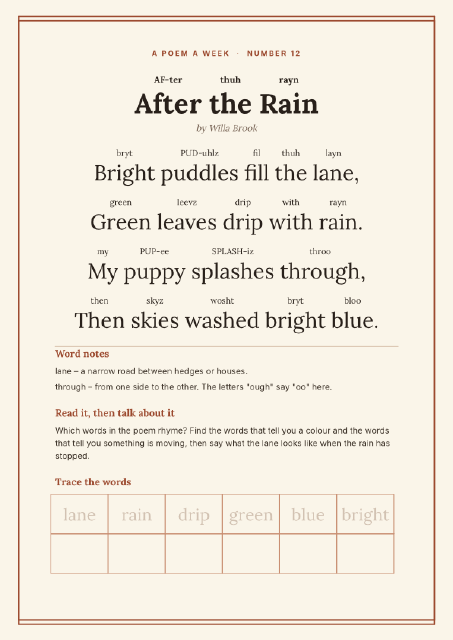 A POEM A WEEK · NUMBER 12
AF-ter thuh rayn
After the Rain
by Willa Brook
bryt PUD-uhlz fil thuh layn
Bright puddles fill the lane,
green leevz drip with rayn
Green leaves drip with rain.
my PUP-ee SPLASH-iz throo
My puppy splashes through,
then skyz wosht bryt bloo
Then skies washed bright blue.
Word notes
lane – a narrow road between hedges or houses.
through – from one side to the other. The letters "ough" say "oo" here.
Read it, then talk about it
Which words in the poem rhyme? Find the words that tell you a colour and the words
that tell you something is moving, then say what the lane looks like when the rain has
stopped.
Trace the words
lane rain drip green blue bright